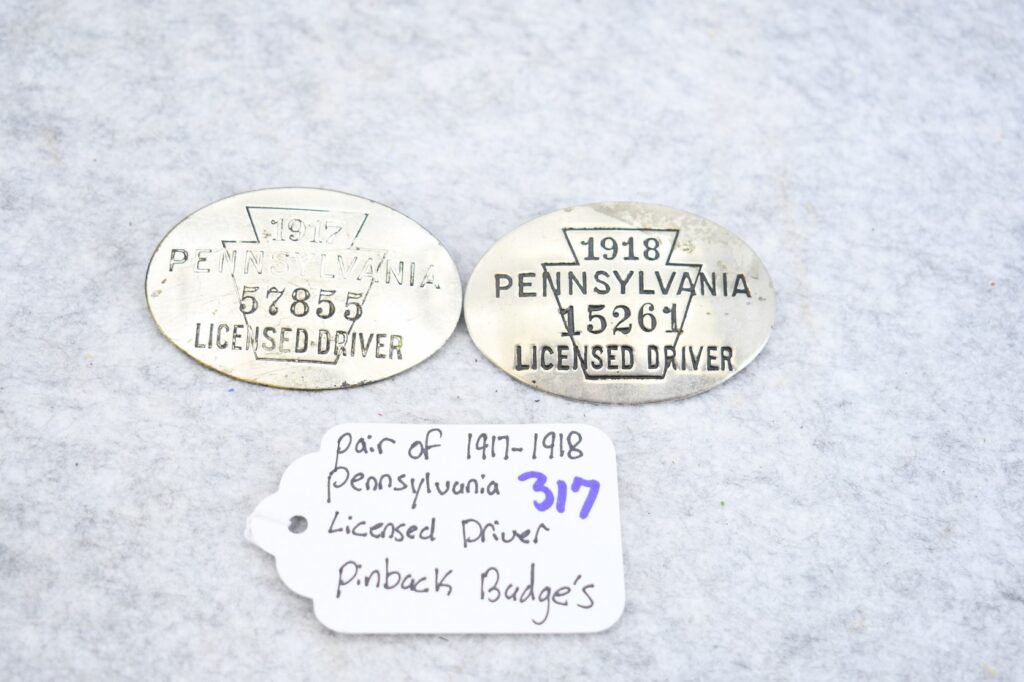 1917
PENNSYLVANIA
57855
LICENSED·DRIVER
1918
PENNSYLVANIA
15261
LICENSED DRIVER
pair of 1917-1918
Pennsylvania 317
Licensed Driver
Pinback Badge's